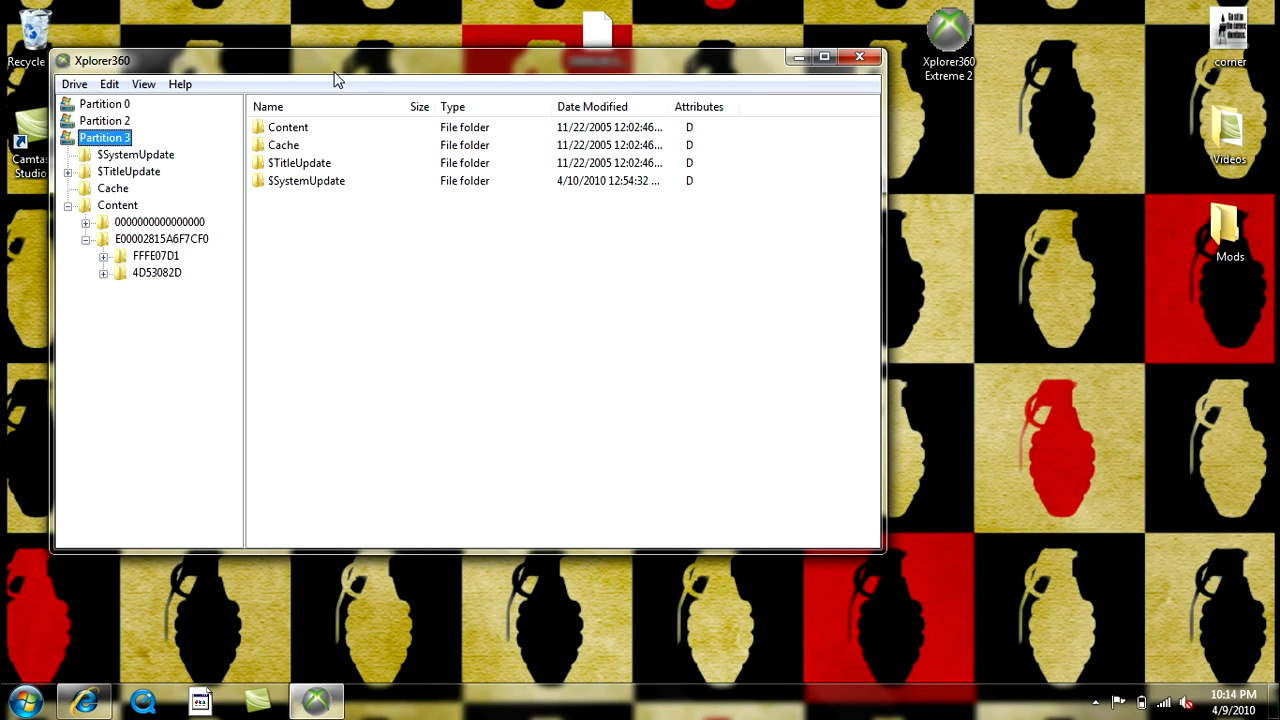 Recycle
Camtas
Studio
Xplorer360
Drive Edit View Help
Partition 0
Partition 2
Partition 3
$SystemUpdate
$TitleUpdate
Cache
Content
0000000000000000
E00002815A6F7CF0
FFFE07D1
4D53082D
Name Size Type Date Modified Attributes
Content File folder 11/22/2005 12:02:46... D
Cache File folder 11/22/2005 12:02:46... D
$TitleUpdate File folder 11/22/2005 12:02:46... D
$SystemUpdate File folder 4/10/2010 12:54:32 ... D
Xplorer360
Extreme 2
corner
Videos
Mods
10:14 PM
4/9/2010